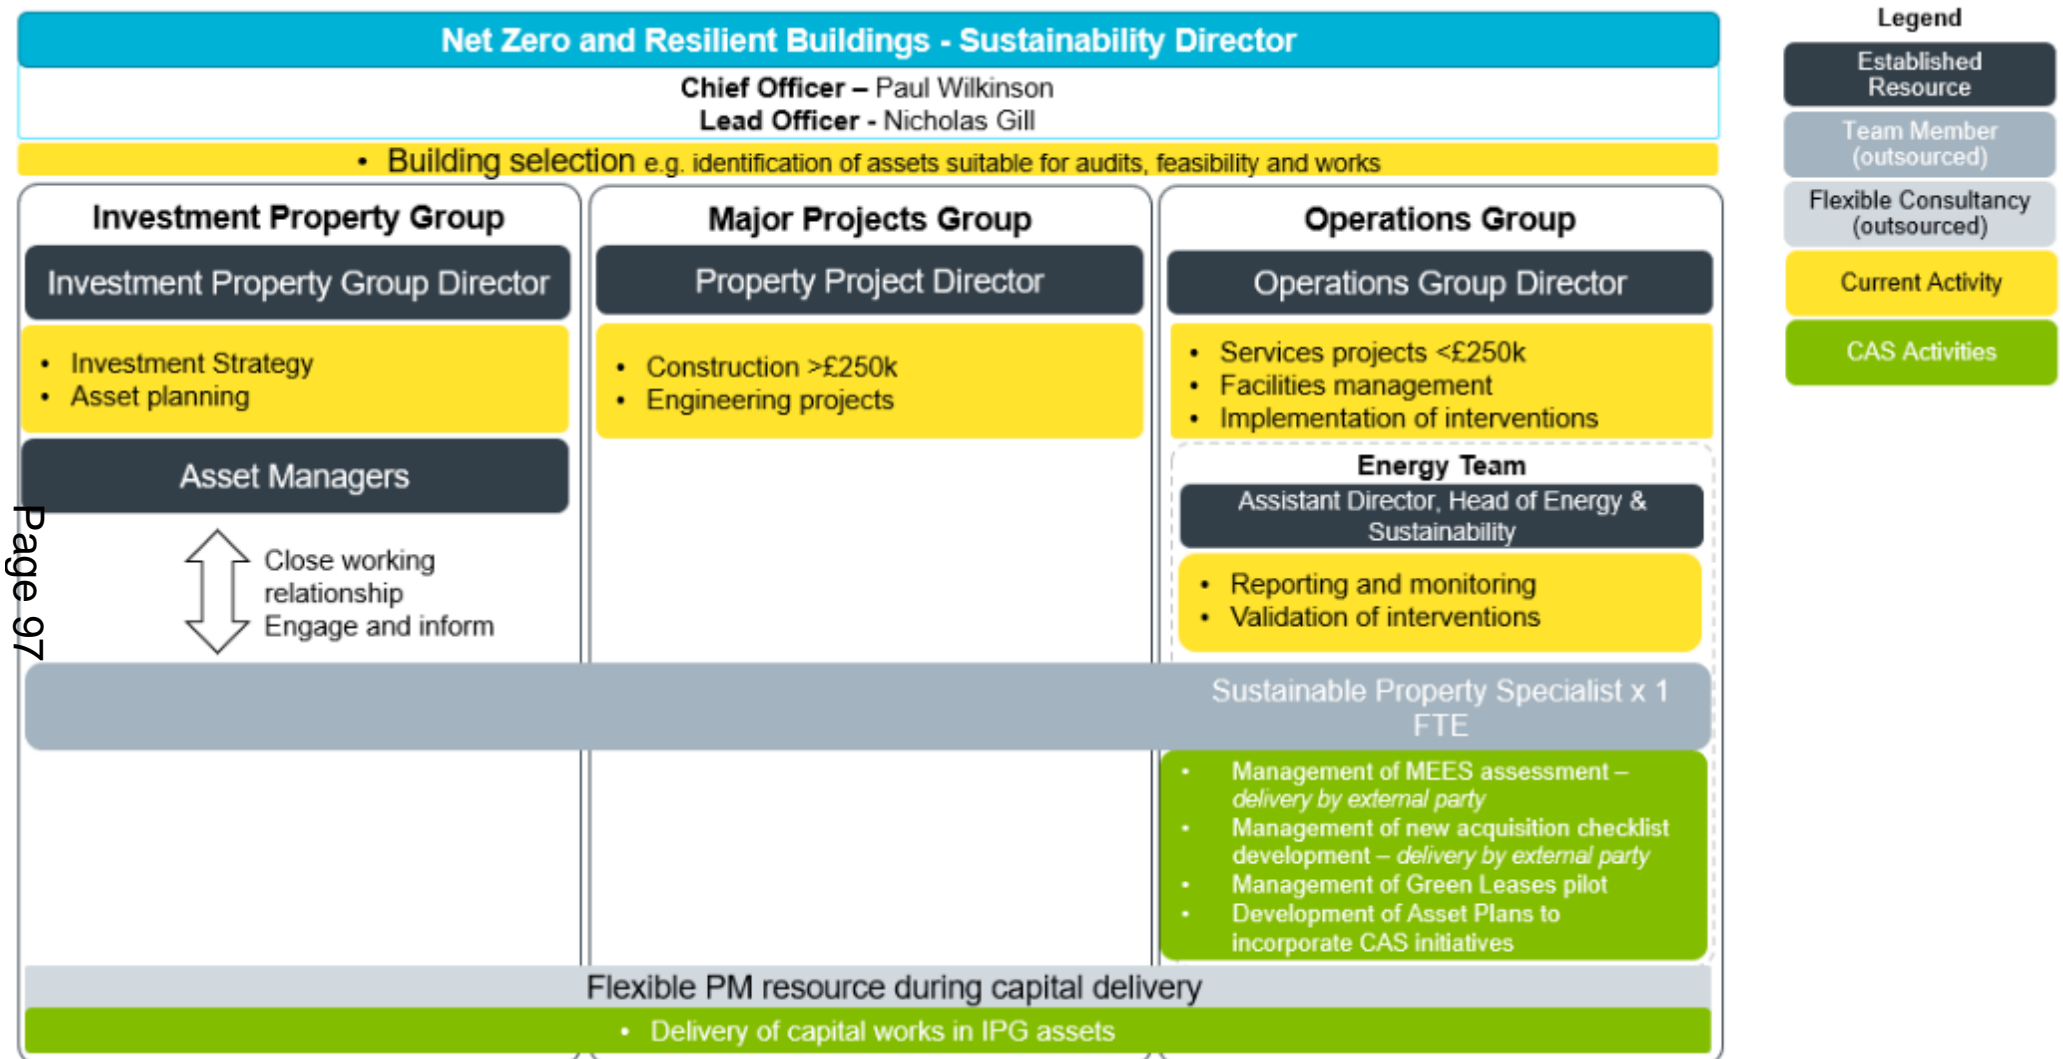 Net Zero and Resilient Buildings - Sustainability Director
Chief Officer – Paul Wilkinson
Lead Officer - Nicholas Gill
• Building selection e.g. identification of assets suitable for audits, feasibility and works
Investment Property Group
Investment Property Group Director
• Investment Strategy
• Asset planning
Asset Managers
Close working
relationship
Engage and inform
Major Projects Group
Property Project Director
• Construction >£250k
• Engineering projects
Operations Group
Operations Group Director
• Services projects <£250k
• Facilities management
• Implementation of interventions
Energy Team
Assistant Director, Head of Energy &
Sustainability
• Reporting and monitoring
• Validation of interventions
Sustainable Property Specialist x 1
FTE
• Management of MEES assessment –
delivery by external party
• Management of new acquisition checklist
development – delivery by external party
• Management of Green Leases pilot
• Development of Asset Plans to
incorporate CAS initiatives
Flexible PM resource during capital delivery
• Delivery of capital works in IPG assets
Legend
Established
Resource
Team Member
(outsourced)
Flexible Consultancy
(outsourced)
Current Activity
CAS Activities
Page 97